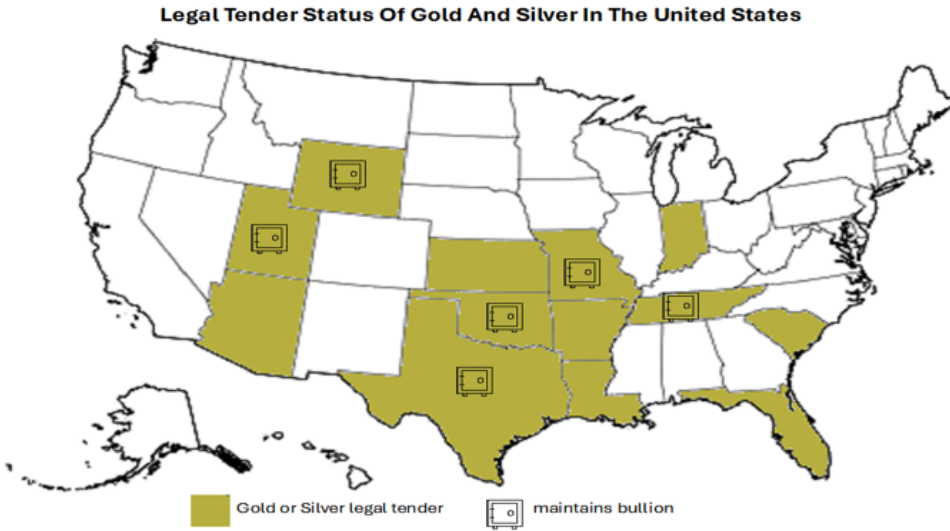 Legal Tender Status Of Gold And Silver In The United States
Gold or Silver legal tender
maintains bullion